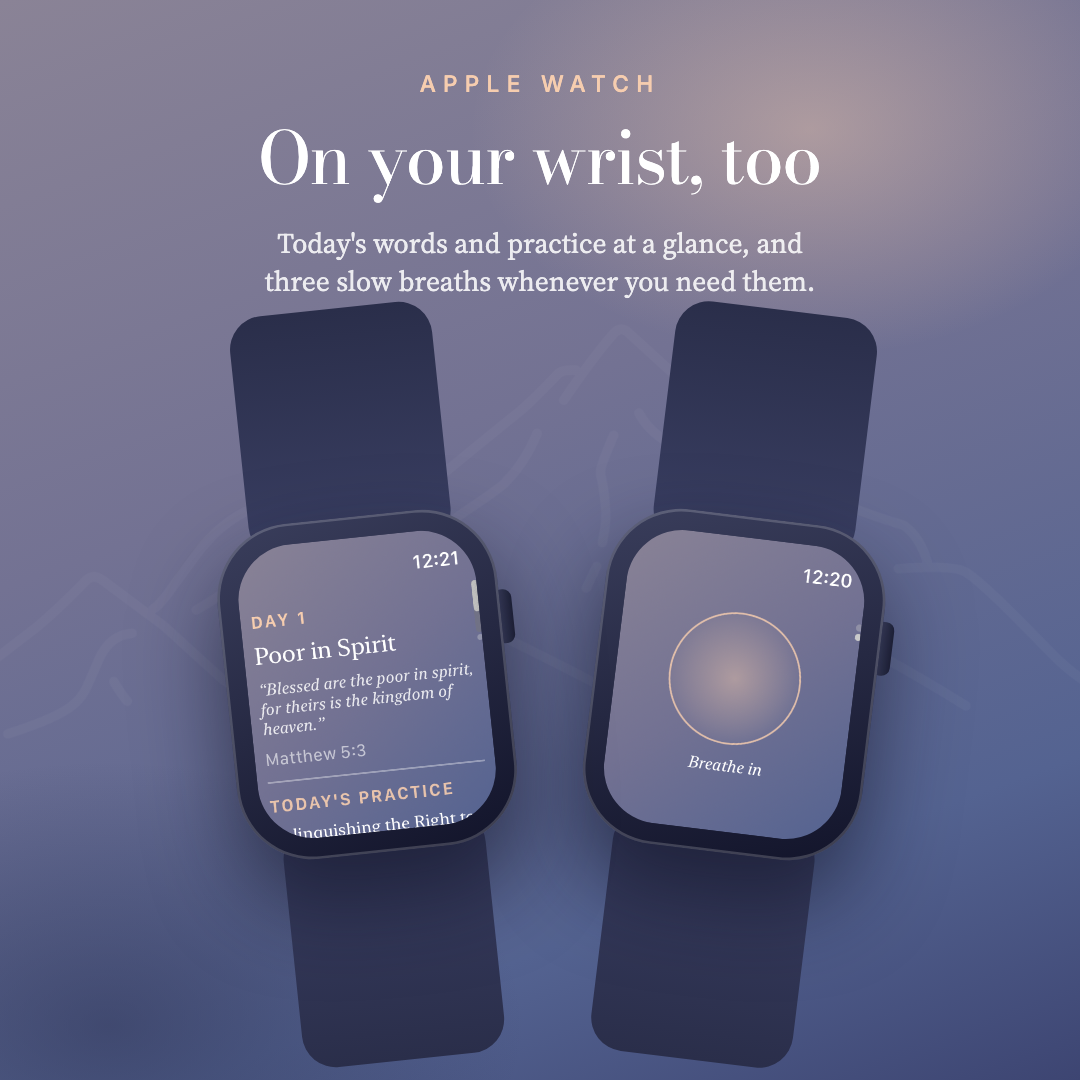 APPLE WATCH
On your wrist, too
Today's words and practice at a glance, and
three slow breaths whenever you need them.
12:21
DAY 1
Poor in Spirit
“Blessed are the poor in spirit,
for theirs is the kingdom of
heaven.”
Matthew 5:3
TODAY'S PRACTICE
the Right
12:20
Breathe in